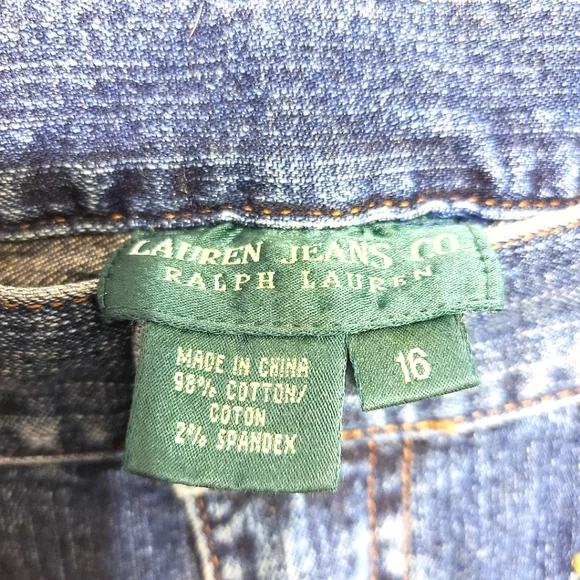 LAUREN JEANS CO.
RALPH LAUREN
MADE IN CHINA
98% COTTON/
COTON
2% SPANDEX
16